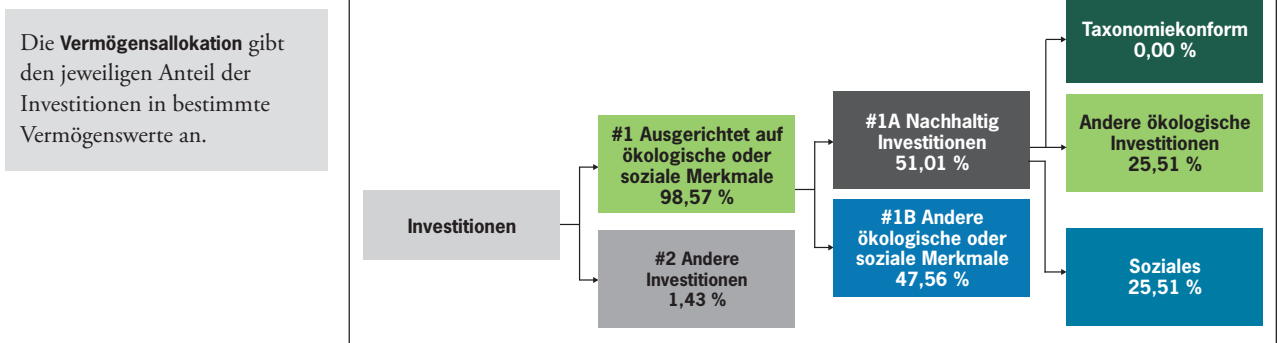 Die Vermögensallokation gibt
den jeweiligen Anteil der
Investitionen in bestimmte
Vermögenswerte an.
Investitionen
#1 Ausgerichtet auf
ökologische oder
soziale Merkmale
98,57 %
#2 Andere
Investitionen
1,43 %
#1A Nachhaltig
Investitionen
51,01 %
#1B Andere
ökologische oder
soziale Merkmale
47,56 %
Taxonomiekonform
0,00 %
Andere ökologische
Investitionen
25,51 %
Soziales
25,51 %